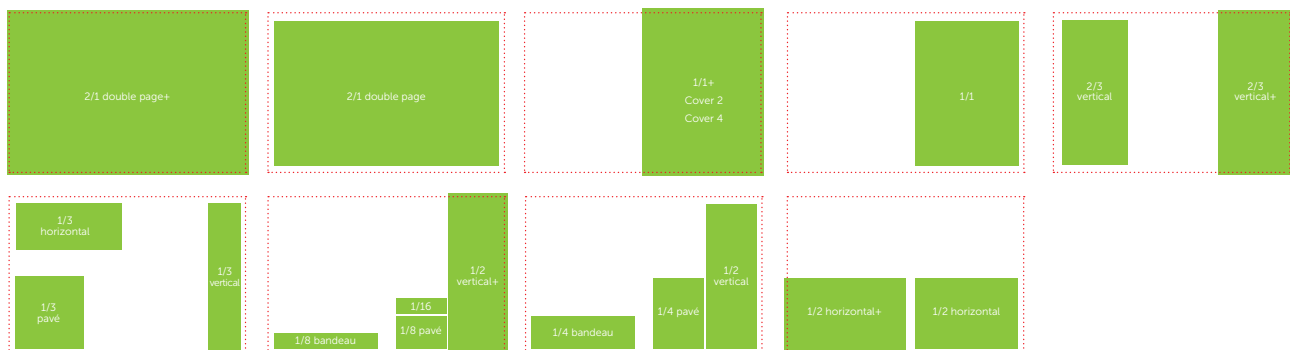 2/1 double page+
2/1 double page
1/1+
Cover 2
Cover 4
1/1
2/3
vertical
2/3
vertical+
1/3
horizontal
1/3
pavé
1/3
vertical
1/8 bandeau
1/16
1/8 pavé
1/2
vertical+
1/4 bandeau
1/4 pavé
1/2
vertical
1/2 horizontal+
1/2 horizontal